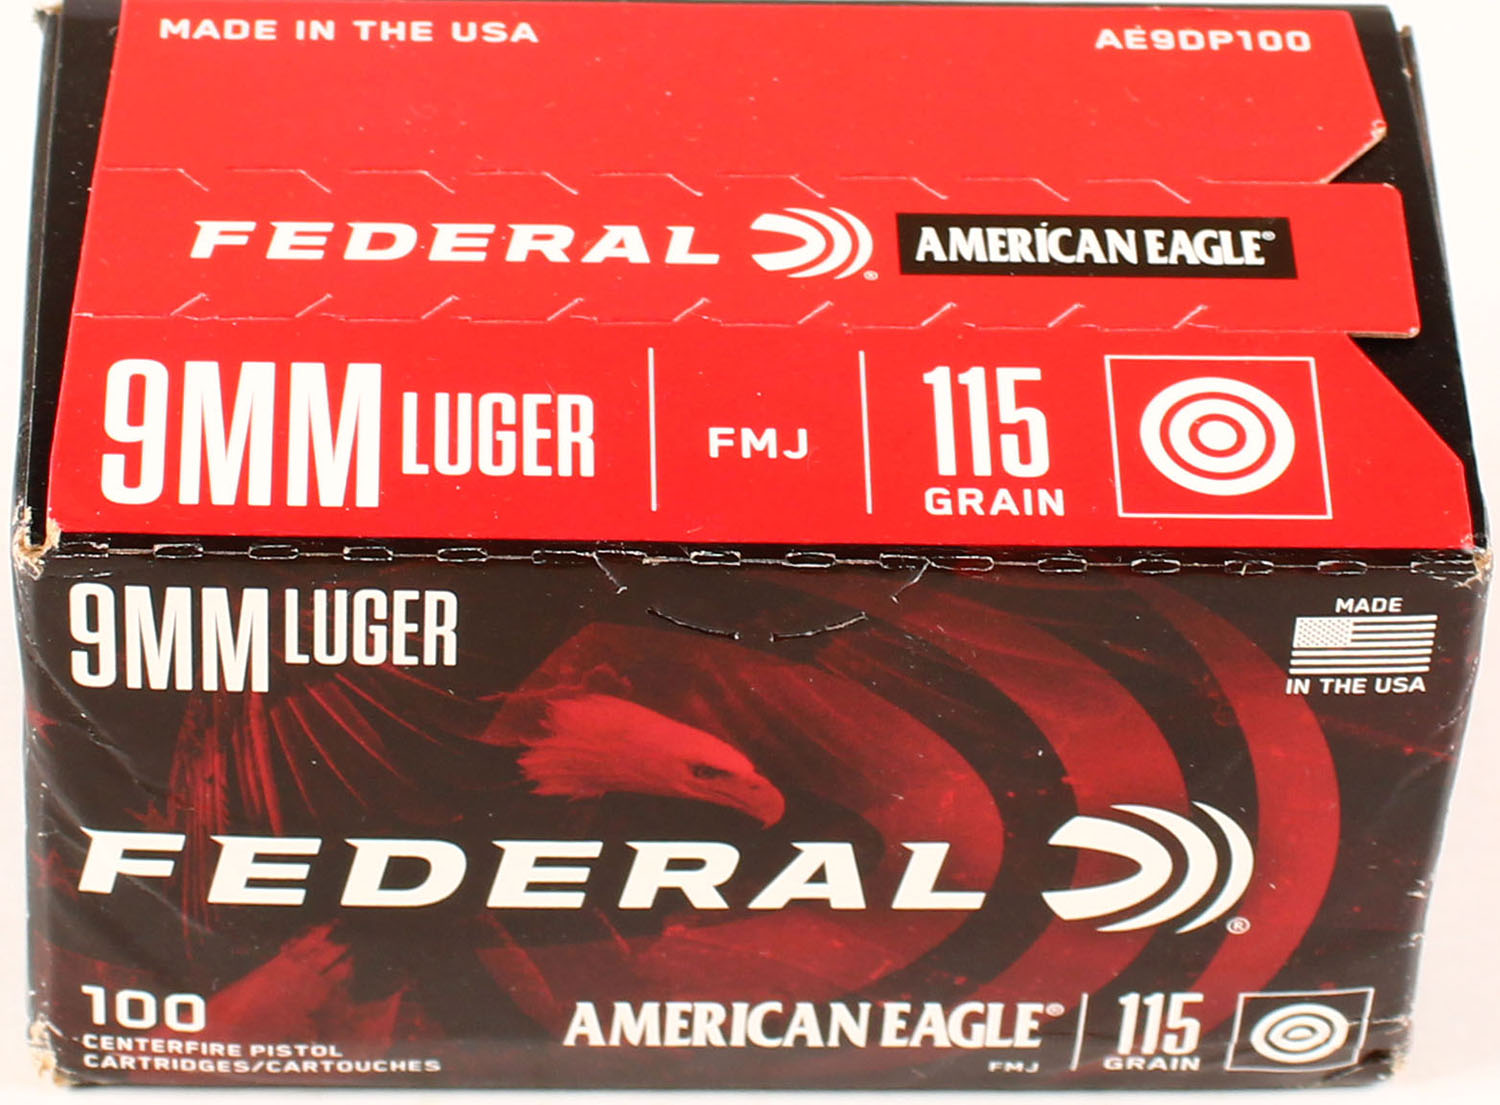 MADE IN THE USA
AE9DP100
FEDERAL® AMERICAN EAGLE®
9MM LUGER FMJ 115 GRAIN
9MM LUGER
MADE
IN THE USA
FEDERAL®
100
CENTERFIRE PISTOL
CARTRIDGES/CARTOUCHES
AMERICAN EAGLE®
FMJ
115
GRAIN